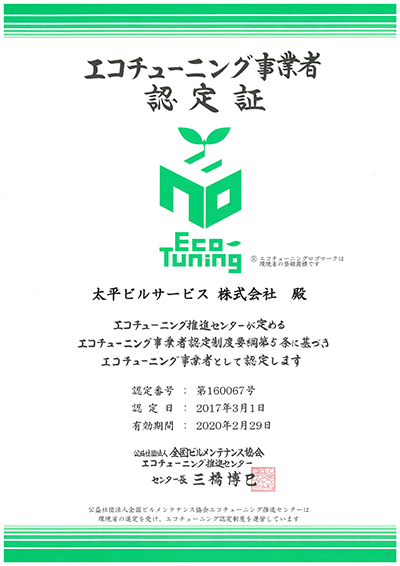 エコチューニング事業者
認定証
Eco
Tuning
Ⓡ エコチューニングロゴマークは
環境省の登録商標です
太平ビルサービス 株式会社 殿
エコチューニング推進センターが定める
エコチューニング事業者認定制度要綱第5条に基づき
エコチューニング事業者として認定します
認定番号 : 第160067号
認定日 : 2017年3月1日
有効期間 : 2020年2月29日
公益社団法人 全国ビルメンテナンス協会
エコチューニング推進センター
センター長 三橋博巳
公益社団法人全国ビルメンテナンス協会エコチューニング推進センターは
環境省の選定を受け、エコチューニング認定制度を運営しています